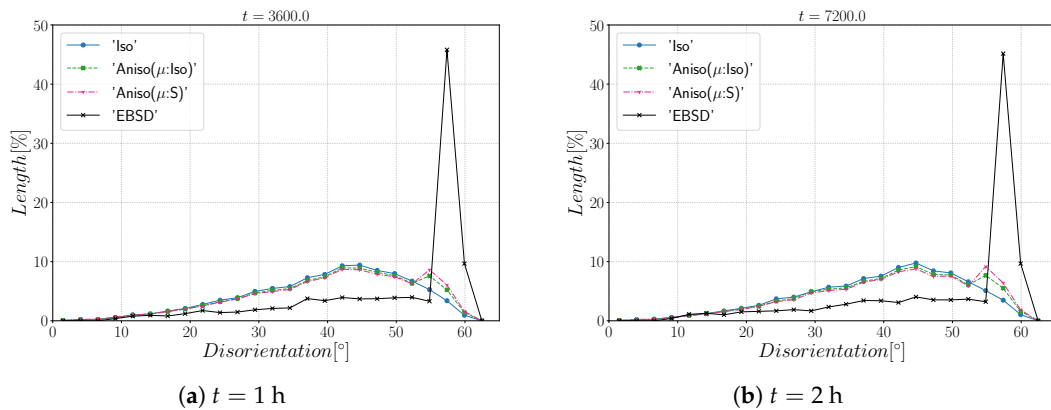 t = 3600.0
50
40
30
20
10
0
Length[%]
'Iso'
'Aniso(μ:Iso)'
'Aniso(μ:S)'
'EBSD'
0 10 20 30 40 50 60
Disorientation[°]
(a) t = 1 h
t = 7200.0
50
40
30
20
10
0
Length[%]
'Iso'
'Aniso(μ:Iso)'
'Aniso(μ:S)'
'EBSD'
0 10 20 30 40 50 60
Disorientation[°]
(b) t = 2 h